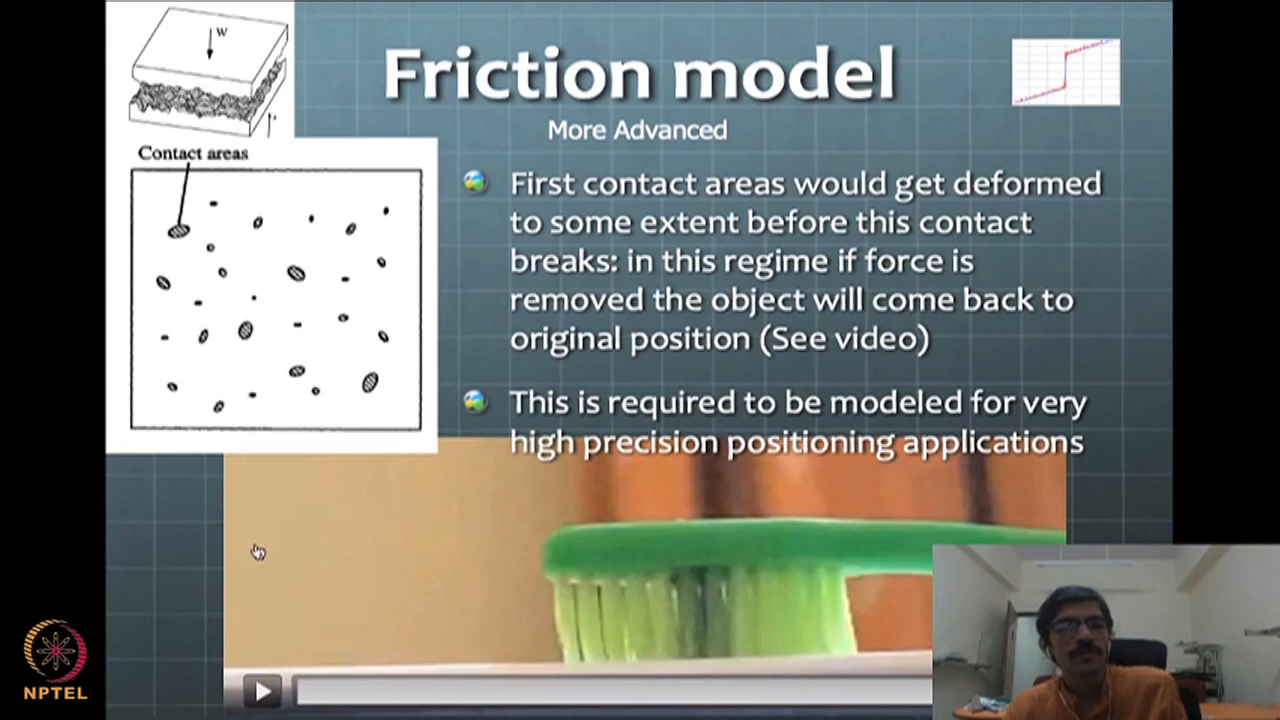 W
Friction model
More Advanced
Contact areas
First contact areas would get deformed
to some extent before this contact
breaks: in this regime if force is
removed the object will come back to
original position (See video)
This is required to be modeled for very
high precision positioning applications
NPTEL